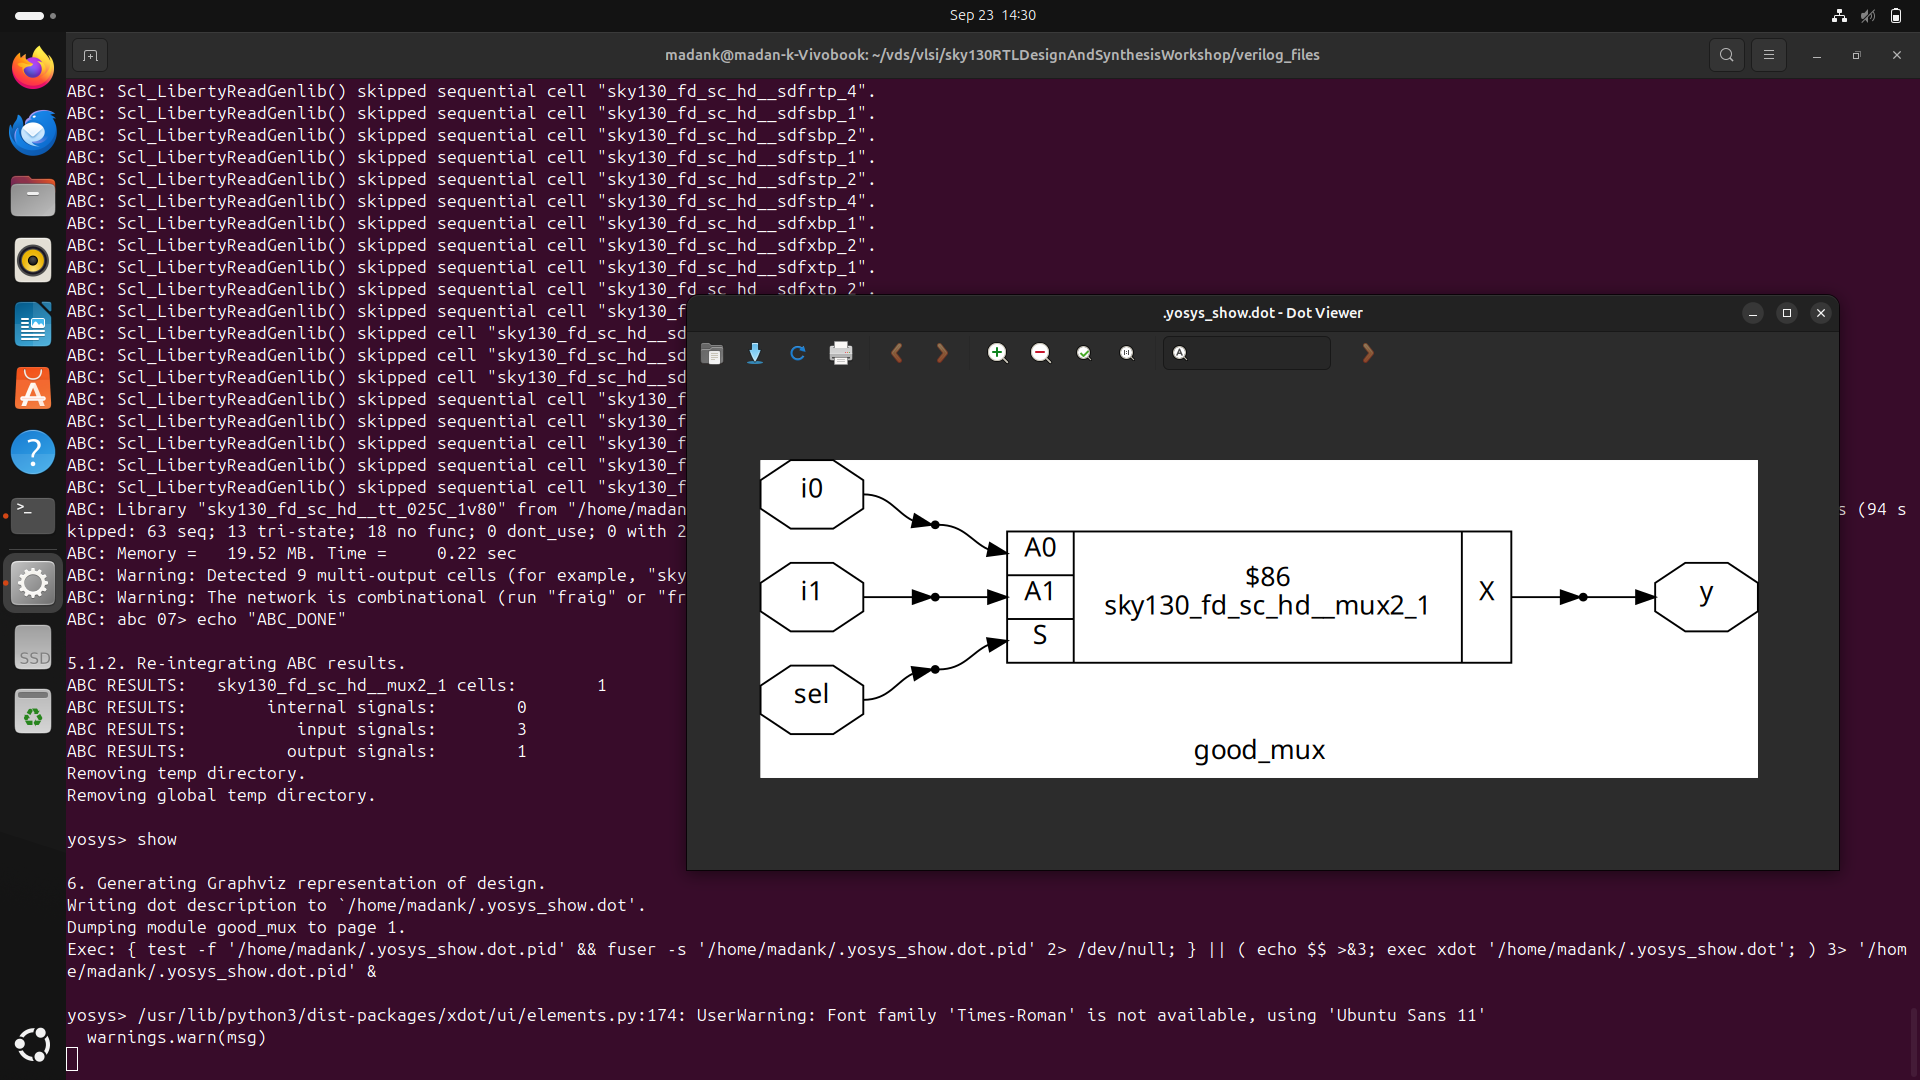 Sep 23 14:30
madank@madan-k-Vivobook: ~/vds/vlsi/sky130RTLDesignAndSynthesisWorkshop/verilog_files
ABC: Scl_LibertyReadGenlib() skipped sequential cell "sky130_fd_sc_hd__sdfrtp_4".
ABC: Scl_LibertyReadGenlib() skipped sequential cell "sky130_fd_sc_hd__sdfsbp_1".
ABC: Scl_LibertyReadGenlib() skipped sequential cell "sky130_fd_sc_hd__sdfsbp_2".
ABC: Scl_LibertyReadGenlib() skipped sequential cell "sky130_fd_sc_hd__sdfstp_1".
ABC: Scl_LibertyReadGenlib() skipped sequential cell "sky130_fd_sc_hd__sdfstp_2".
ABC: Scl_LibertyReadGenlib() skipped sequential cell "sky130_fd_sc_hd__sdfstp_4".
ABC: Scl_LibertyReadGenlib() skipped sequential cell "sky130_fd_sc_hd__sdfxbp_1".
ABC: Scl_LibertyReadGenlib() skipped sequential cell "sky130_fd_sc_hd__sdfxbp_2".
ABC: Scl_LibertyReadGenlib() skipped sequential cell "sky130_fd_sc_hd__sdfxtp_1".
ABC: Scl_LibertyReadGenlib() skipped sequential cell "sky130_fd_sc_hd__sdfxtp_2".
ABC: Scl_LibertyReadGenlib() skipped sequential cell "sky130_f
ABC: Scl_LibertyReadGenlib() skipped cell "sky130_fd_sc_hd__sd
ABC: Scl_LibertyReadGenlib() skipped cell "sky130_fd_sc_hd__sd
ABC: Scl_LibertyReadGenlib() skipped cell "sky130_fd_sc_hd__sd
ABC: Scl_LibertyReadGenlib() skipped sequential cell "sky130_f
ABC: Scl_LibertyReadGenlib() skipped sequential cell "sky130_f
ABC: Scl_LibertyReadGenlib() skipped sequential cell "sky130_f
ABC: Scl_LibertyReadGenlib() skipped sequential cell "sky130_f
ABC: Scl_LibertyReadGenlib() skipped sequential cell "sky130_f
ABC: Library "sky130_fd_sc_hd__tt_025C_1v80" from "/home/madan s (94 s
kipped: 63 seq; 13 tri-state; 18 no func; 0 dont_use; 0 with 2
ABC: Memory = 19.52 MB. Time = 0.22 sec
ABC: Warning: Detected 9 multi-output cells (for example, "sky
ABC: Warning: The network is combinational (run "fraig" or "fr
ABC: abc 07> echo "ABC_DONE"
5.1.2. Re-integrating ABC results.
ABC RESULTS: sky130_fd_sc_hd__mux2_1 cells: 1
ABC RESULTS: internal signals: 0
ABC RESULTS: input signals: 3
ABC RESULTS: output signals: 1
Removing temp directory.
Removing global temp directory.
yosys> show
6. Generating Graphviz representation of design.
Writing dot description to `/home/madank/.yosys_show.dot'.
Dumping module good_mux to page 1.
Exec: { test -f '/home/madank/.yosys_show.dot.pid' && fuser -s '/home/madank/.yosys_show.dot.pid' 2> /dev/null; } || ( echo $$ >&3; exec xdot '/home/madank/.yosys_show.dot'; ) 3> '/hom
e/madank/.yosys_show.dot.pid' &
yosys> /usr/lib/python3/dist-packages/xdot/ui/elements.py:174: UserWarning: Font family 'Times-Roman' is not available, using 'Ubuntu Sans 11'
warnings.warn(msg)
.yosys_show.dot - Dot Viewer
i0
i1
sel
A0
A1
S
$86
sky130_fd_sc_hd__mux2_1
X
y
good_mux
SSD